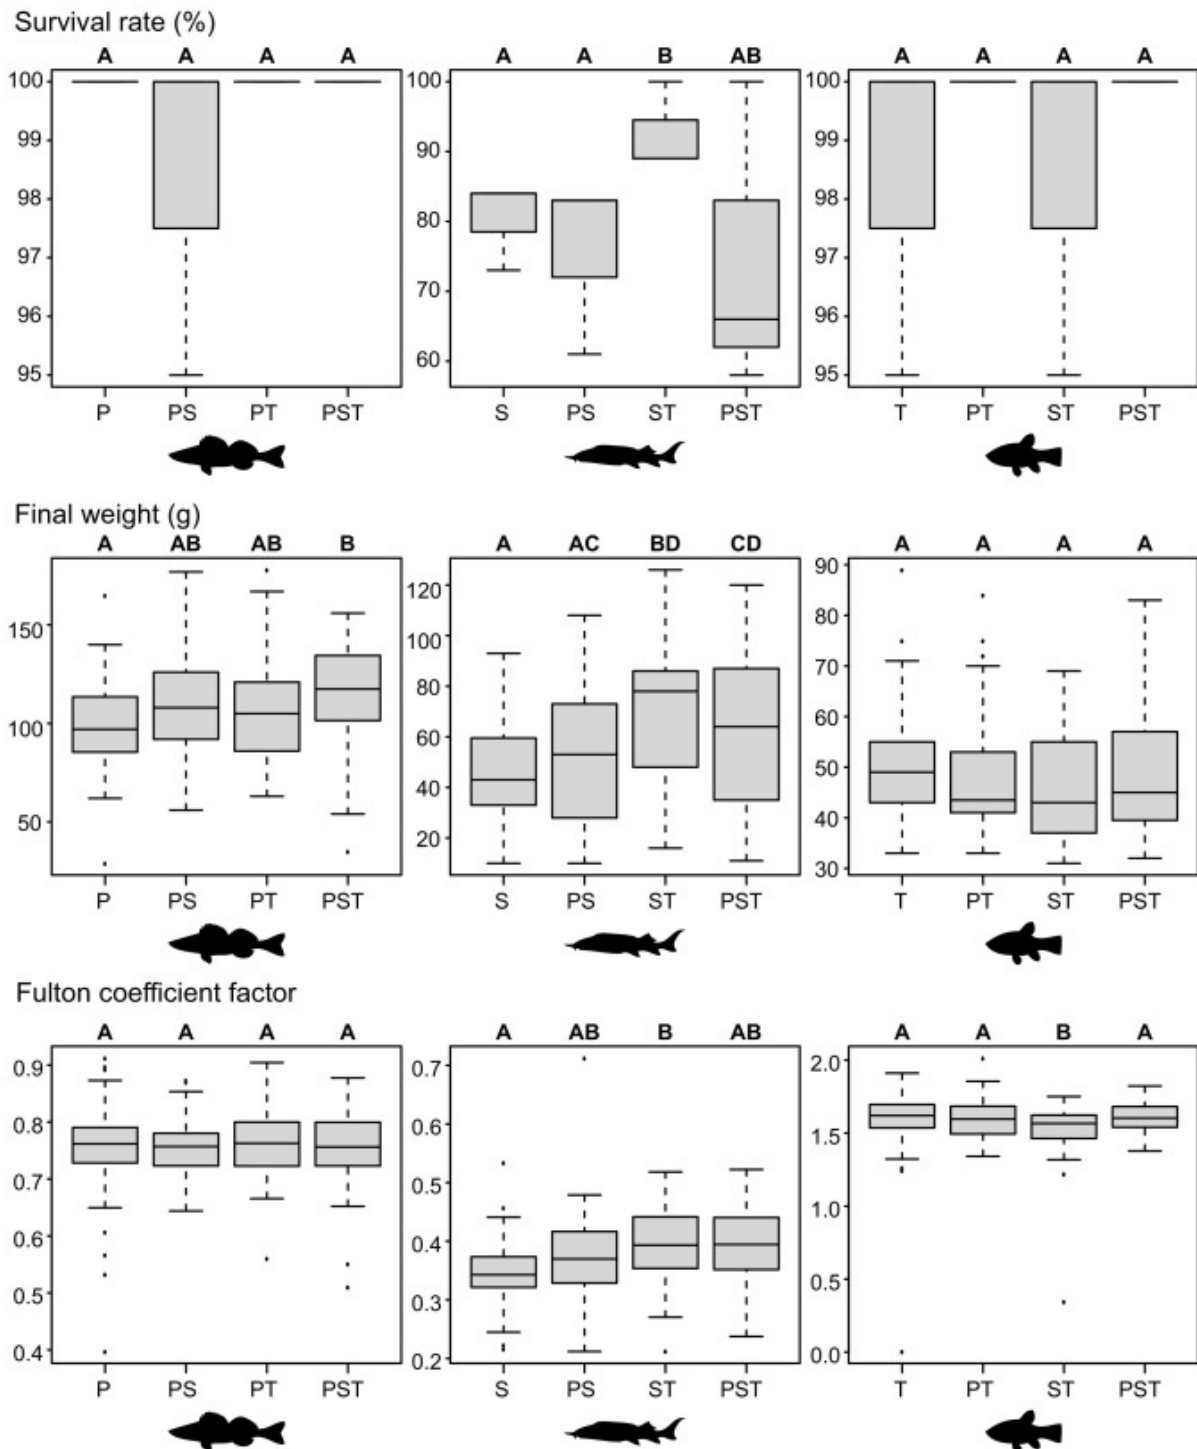 Survival rate (%)
A A A A A A B AB A A A A
100 100 100
99 90 99
98 80 98
97 70 97
96 60 96
95 95
P PS PT PST S PS ST PST T PT ST PST
Final weight (g)
A AB AB B A AC BD CD A A A A
150 120 90
100 100 80
50 80 70
60 60
40 50
20 40
30
P PS PT PST S PS ST PST T PT ST PST
Fulton coefficient factor
A A A A A AB B AB A A B A
0.9 0.7 2.0
0.8 0.6 1.5
0.7 0.5 1.0
0.6 0.4 0.5
0.5 0.3 0.0
0.4 0.2
P PS PT PST S PS ST PST T PT ST PST